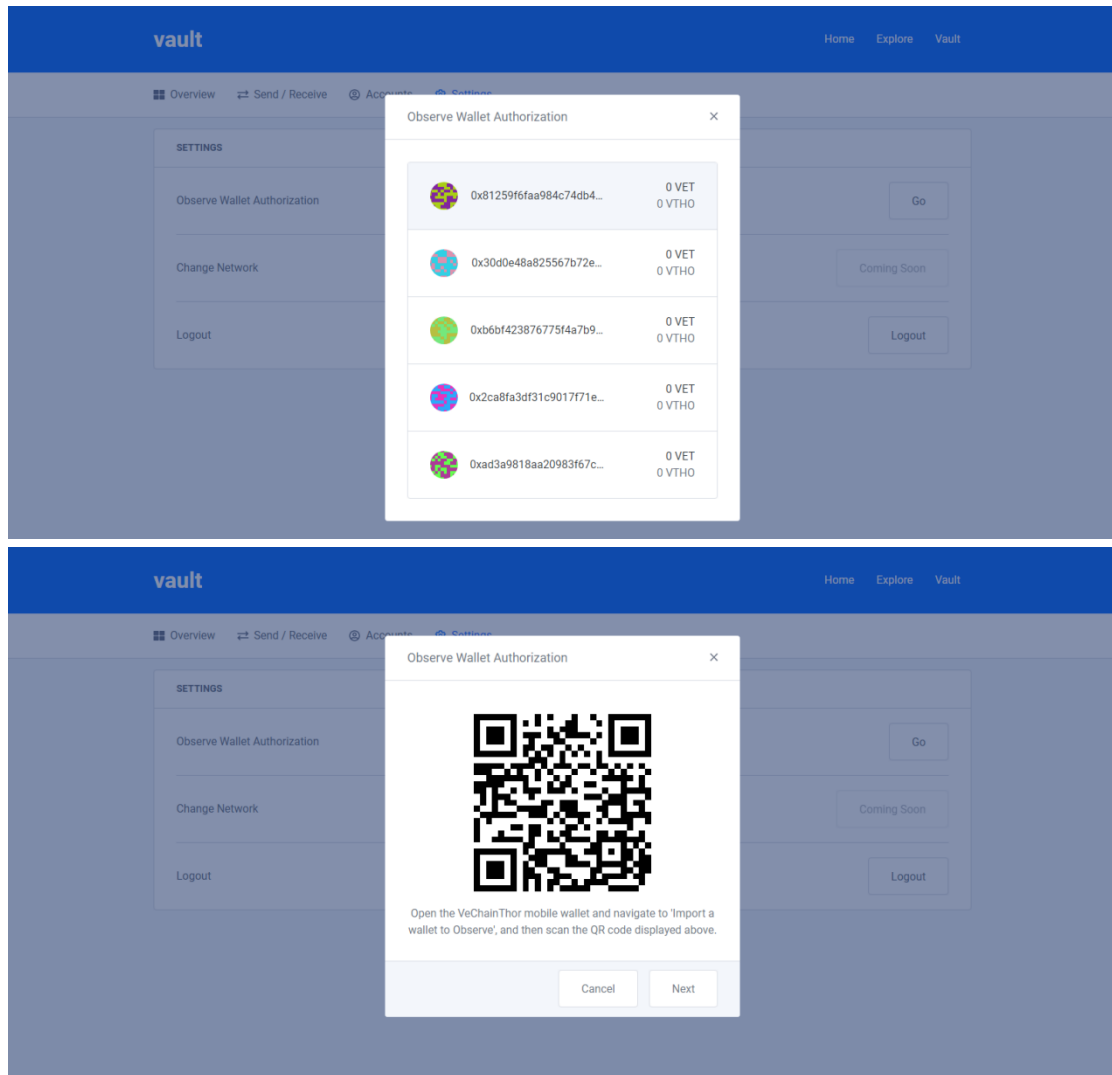 vault
Home Explore Vault
Overview Send / Receive Accounts Settings
Observe Wallet Authorization
SETTINGS
Observe Wallet Authorization
Go
Change Network
Coming Soon
Logout
Logout
0x81259f6faa984c74db4...
0 VET
0 VTHO
0x30d0e48a825567b72e...
0 VET
0 VTHO
0xb6bf423876775f4a7b9...
0 VET
0 VTHO
0x2ca8fa3df31c9017f71e...
0 VET
0 VTHO
0xad3a9818aa20983f67c...
0 VET
0 VTHO
vault
Home Explore Vault
Overview Send / Receive Accounts Settings
Observe Wallet Authorization
SETTINGS
Observe Wallet Authorization
Go
Change Network
Coming Soon
Logout
Logout
Open the VeChainThor mobile wallet and navigate to 'Import a
wallet to Observe', and then scan the QR code displayed above.
Cancel Next